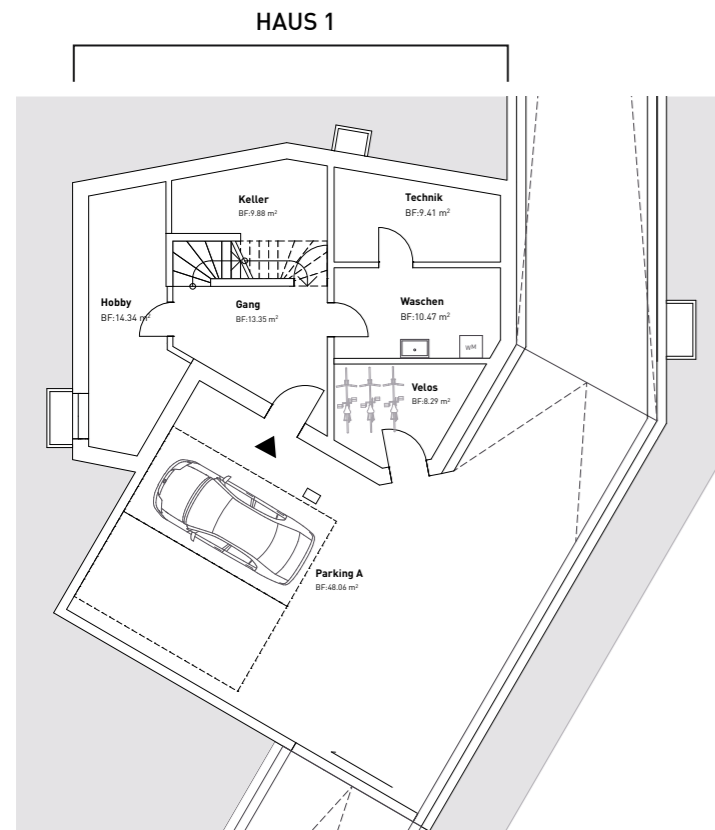 HAUS 1
Keller
BF:9.88 m²
Technik
BF:9.41 m²
Hobby
BF:14.34 m²
Gang
BF:13.35 m²
Waschen
BF:10.47 m²
WM
Velos
BF:8.29 m²
Parking A
BF:48.06 m²